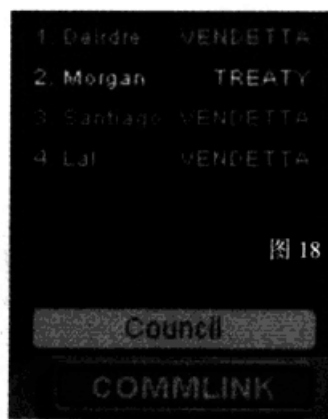 1. Deirdre VENDETTA
2. Morgan TREATY
3. Santiago VENDETTA
4. Lal VENDETTA
图 18
Council
COMMLINK